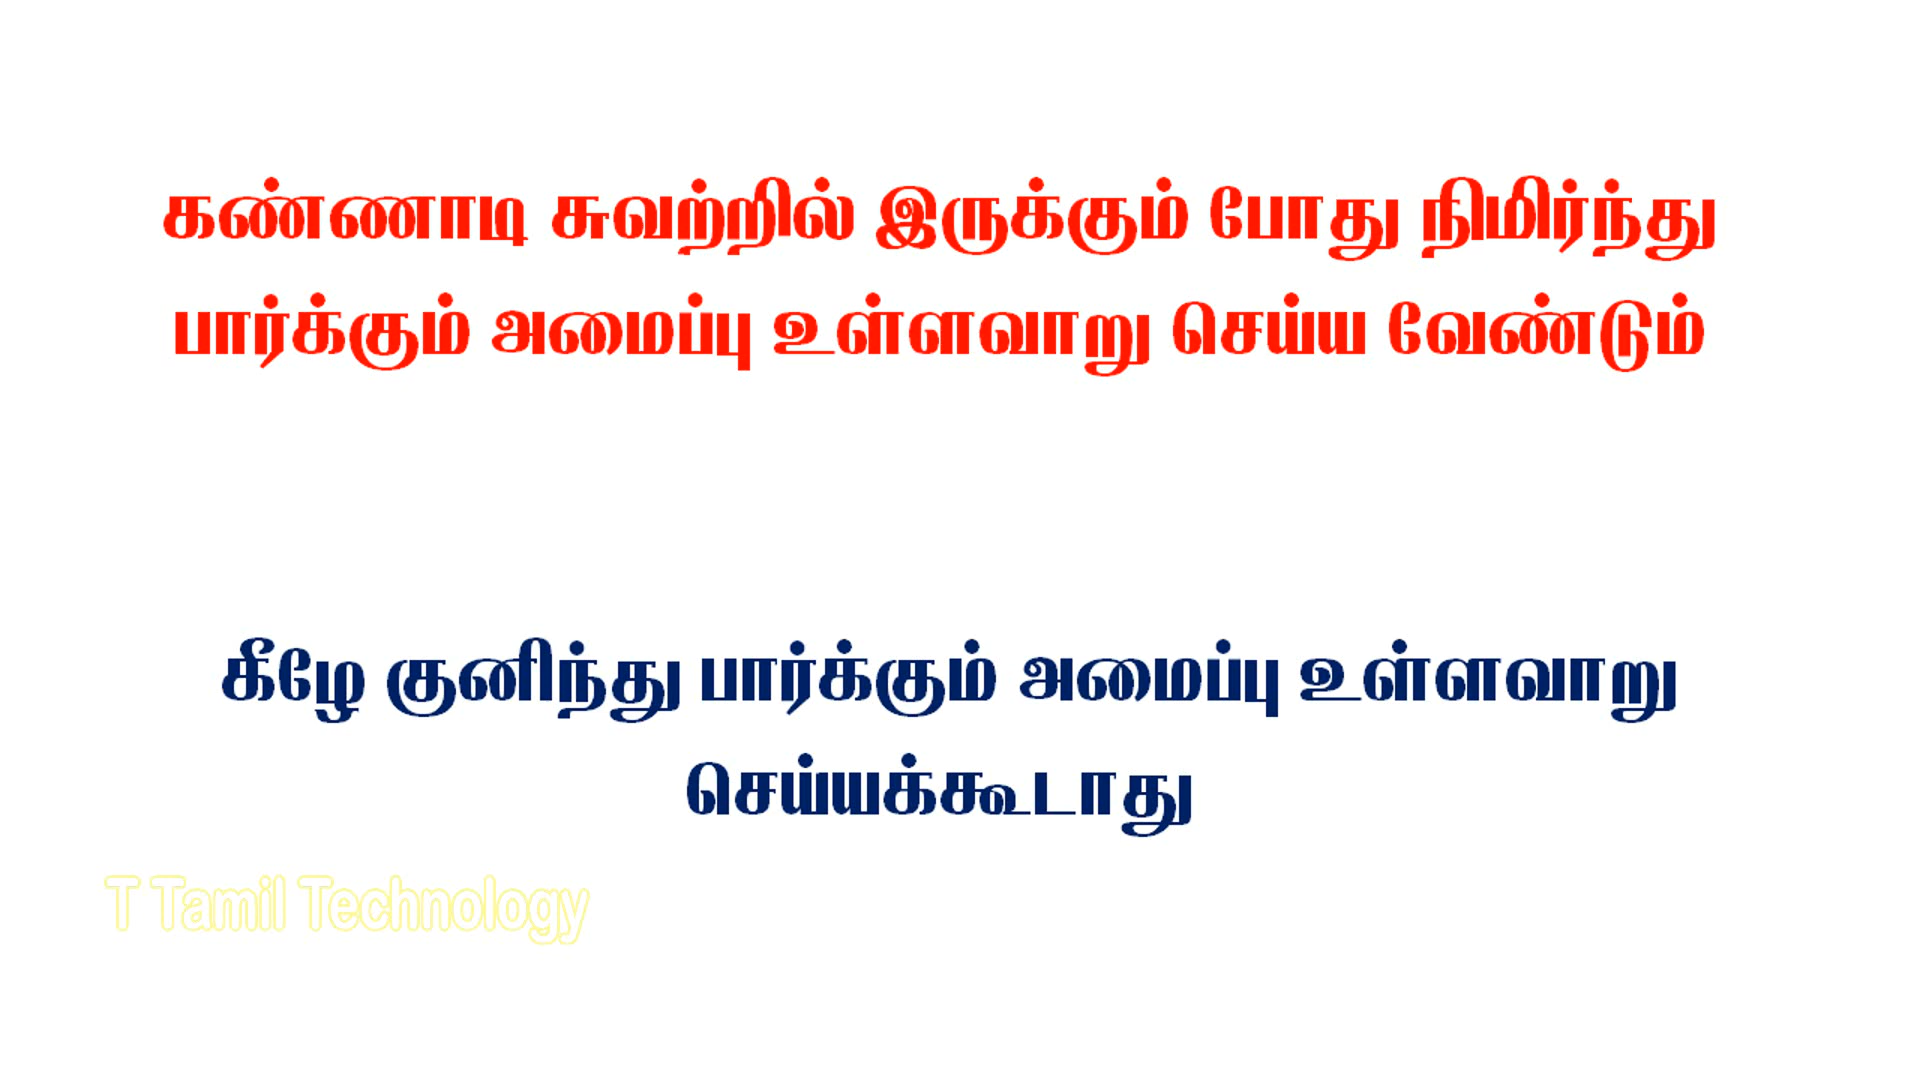 கண்ணாடி சுவற்றில் இருக்கும் போது நிமிர்ந்து
பார்க்கும் அமைப்பு உள்ளவாறு செய்ய வேண்டும்
கீழே குனிந்து பார்க்கும் அமைப்பு உள்ளவாறு
செய்யக்கூடாது
T Tamil Technology